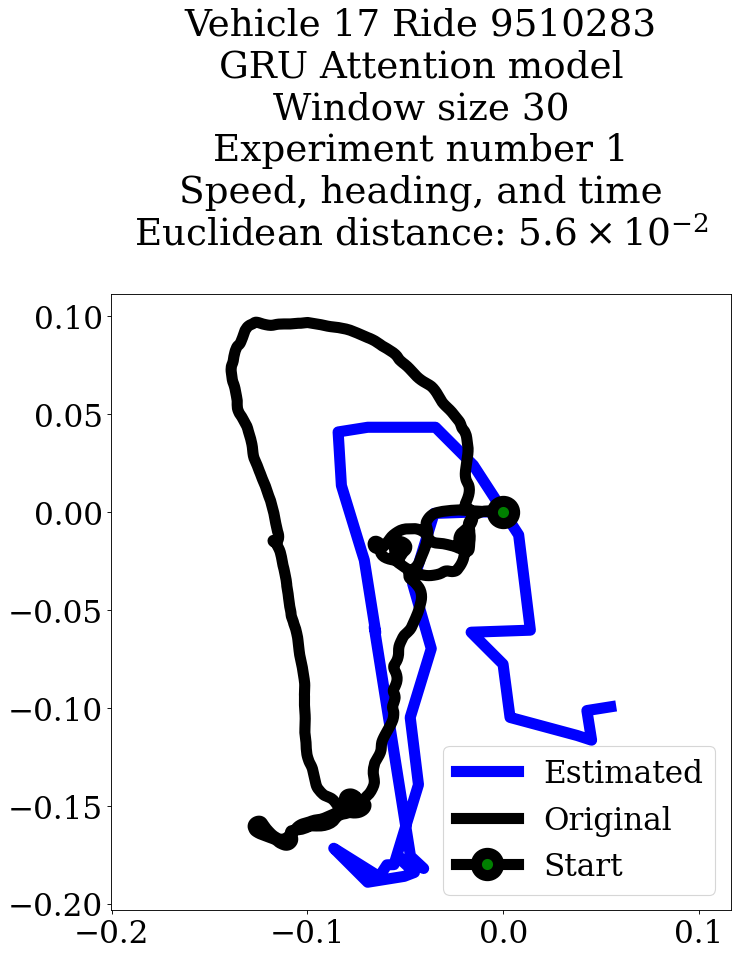 Vehicle 17 Ride 9510283
GRU Attention model
Window size 30
Experiment number 1
Speed, heading, and time
Euclidean distance: 5.6 × 10⁻²
0.10
0.05
0.00
−0.05
−0.10
−0.15
−0.20
Estimated
Original
Start
−0.2 −0.1 0.0 0.1